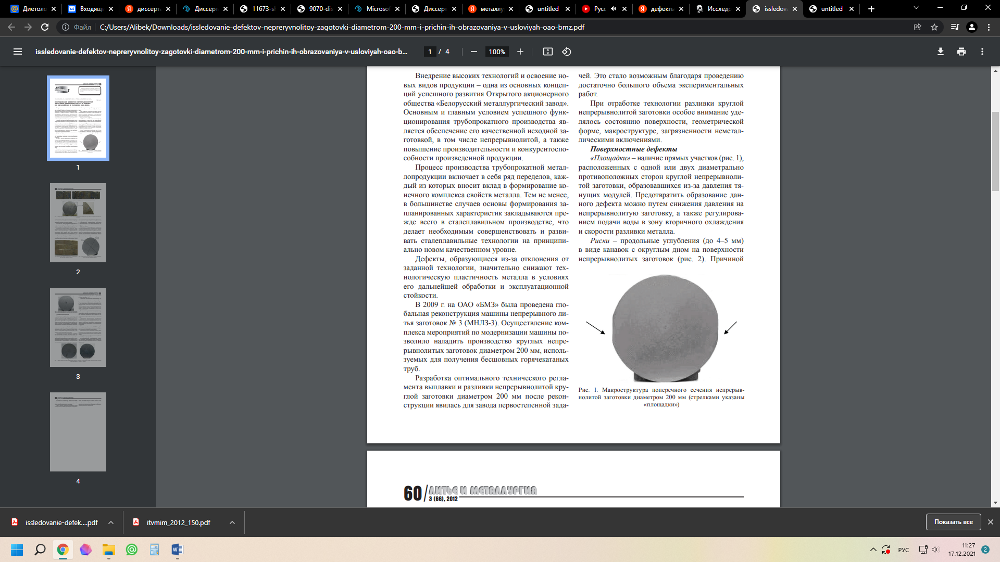 Диетоло
Входящи
диссерта
Диссерт
11673-sl
9070-dis
Microsof
Диссерт
металлу
untitled
Русс
дефекты
Исследо
issledova
untitled
Файл
C:/Users/Alibek/Downloads/issledovanie-defektov-nepreryvnolitoy-zagotovki-diametrom-200-mm-i-prichin-ih-obrazovaniya-v-usloviyah-oao-bmz.pdf
issledovanie-defektov-nepreryvnolitoy-zagotovki-diametrom-200-mm-i-prichin-ih-obrazovaniya-v-usloviyah-oao-b...
1 / 4
100%
1
2
3
4
Внедрение высоких технологий и освоение но-
вых видов продукции – одна из основных концеп-
ций успешного развития Открытого акционерного
общества «Белорусский металлургический завод».
Основным и главным условием успешного функ-
ционирования трубопрокатного производства яв-
ляется обеспечение его качественной исходной за-
готовкой, в том числе непрерывнолитой, а также
повышение производительности и конкурентоспо-
собности произведенной продукции.
Процесс производства трубопрокатной метал-
лопродукции включает в себя ряд переделов, каж-
дый из которых вносит вклад в формирование ко-
нечного комплекса свойств металла. Тем не менее,
в большинстве случаев основы формирования за-
планированных характеристик закладываются пре-
жде всего в сталеплавильном производстве, что
делает необходимым совершенствовать и разви-
вать сталеплавильные технологии на принципи-
ально новом качественном уровне.
Дефекты, образующиеся из-за отклонения от
заданной технологии, значительно снижают тех-
нологическую пластичность металла в условиях
его дальнейшей обработки и эксплуатационной
стойкости.
В 2009 г. на ОАО «БМЗ» была проведена гло-
бальная реконструкция машины непрерывного ли-
тья заготовок № 3 (МНЛЗ-3). Осуществление ком-
плекса мероприятий по модернизации машины по-
зволило наладить производство круглых непре-
рывнолитых заготовок диаметром 200 мм, исполь-
зуемых для получения бесшовных горячекатаных
труб.
Разработка оптимального технического регла-
мента выплавки и разливки непрерывнолитой кру-
глой заготовки диаметром 200 мм после рекон-
струкции явилась для завода первостепенной зада-
чей. Это стало возможным благодаря проведению
достаточно большого объема экспериментальных
работ.
При отработке технологии разливки круглой
непрерывнолитой заготовки особое внимание уде-
лялось состоянию поверхности, геометрической
форме, макроструктуре, загрязненности неметал-
лическими включениями.
Поверхностные дефекты
«Площадки» – наличие прямых участков (рис. 1),
расположенных с одной или двух диаметрально
противоположных сторон круглой непрерывноли-
той заготовки, образовавшихся из-за давления тя-
нущих модулей. Предотвратить образование дан-
ного дефекта можно путем снижения давления на
непрерывнолитую заготовку, а также регулирова-
нием подачи воды в зону вторичного охлаждения
и скорости разливки металла.
Риски – продольные углубления (до 4–5 мм)
в виде канавок с округлым дном на поверхности
непрерывнолитых заготовок (рис. 2). Причиной
Рис. 1. Макроструктура поперечного сечения непрерыв-
нолитой заготовки диаметром 200 мм (стрелками указаны
«площадки»)
60/ ЛИТЬЕ И МЕТАЛЛУРГИЯ
3 (66), 2012
issledovanie-defek....pdf
itvmim_2012_150.pdf
Показать все
РУС
11:27
17.12.2021
2